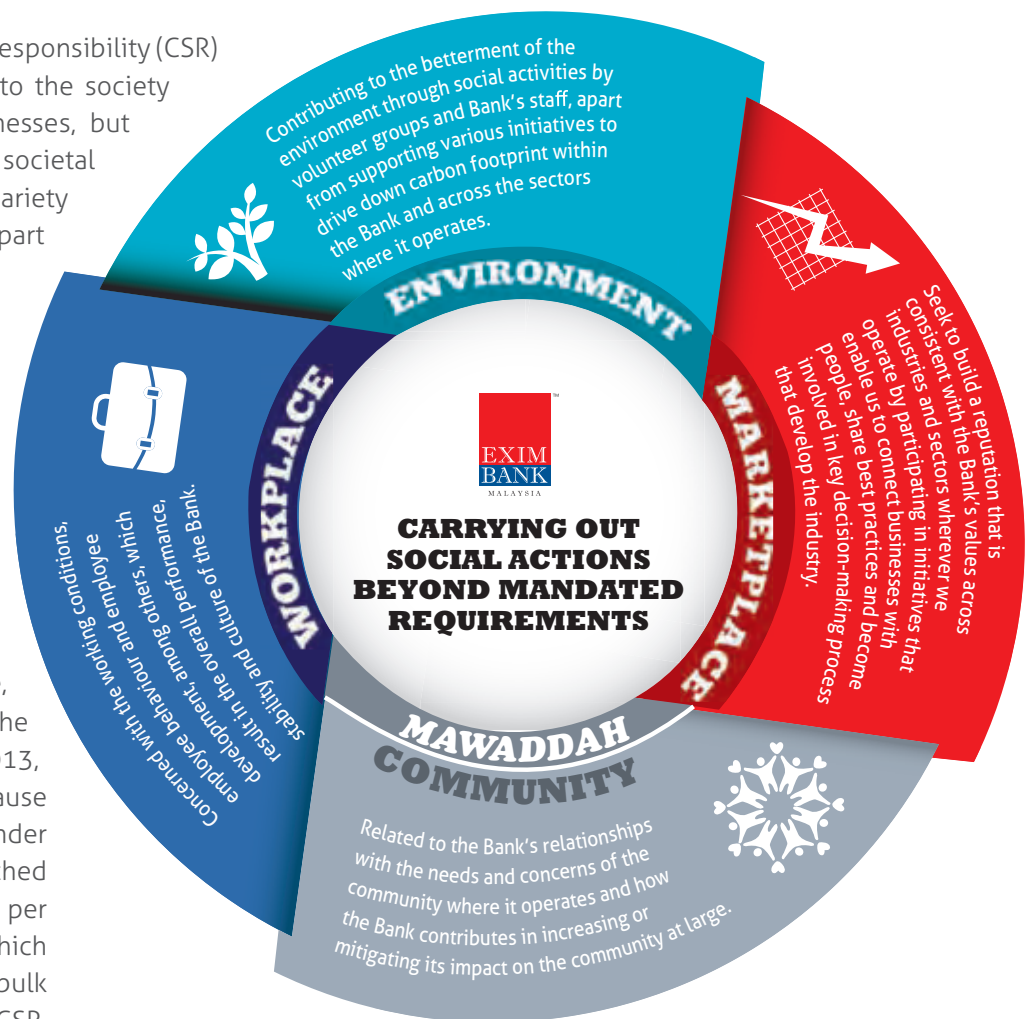 esponsibility (CSR)
to the society
nesses, but
societal
ariety
part
he
013,
ause
nder
hed
per
hich
bulk
CSR
ENVIRONMENT
Contributing to the betterment of the
environment through social activities by
volunteer groups and Bank's staff, apart
from supporting various initiatives to
drive down carbon footprint within
the Bank and across the sectors
where it operates.
MARKETPLACE
Seek to build a reputation that is
consistent with the Bank's values across
industries and sectors wherever we
operate by participating in initiatives that
enable us to connect businesses with
people, share best practices and become
involved in key decision-making process
that develop the industry.
WORKPLACE
Concerned with the working conditions,
employee behaviour and employee
development, among others, which
result in the overall performance,
stability and culture of the Bank.
EXIM
BANK
MALAYSIA
TM
CARRYING OUT
SOCIAL ACTIONS
BEYOND MANDATED
REQUIREMENTS
MAWADDAH
COMMUNITY
Related to the Bank's relationships
with the needs and concerns of the
community where it operates and how
the Bank contributes in increasing or
mitigating its impact on the community at large.